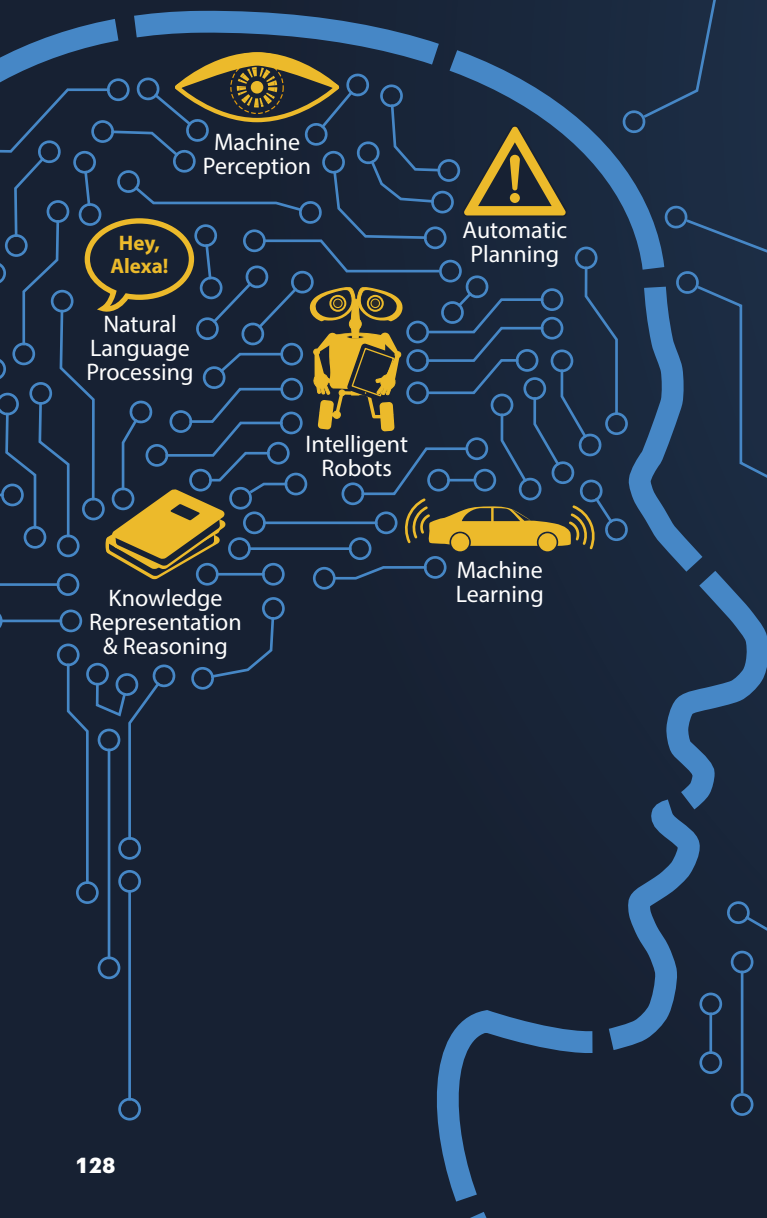 Machine
Perception
Automatic
Planning
Hey,
Alexa!
Natural
Language
Processing
Intelligent
Robots
Knowledge
Representation
& Reasoning
Machine
Learning
128